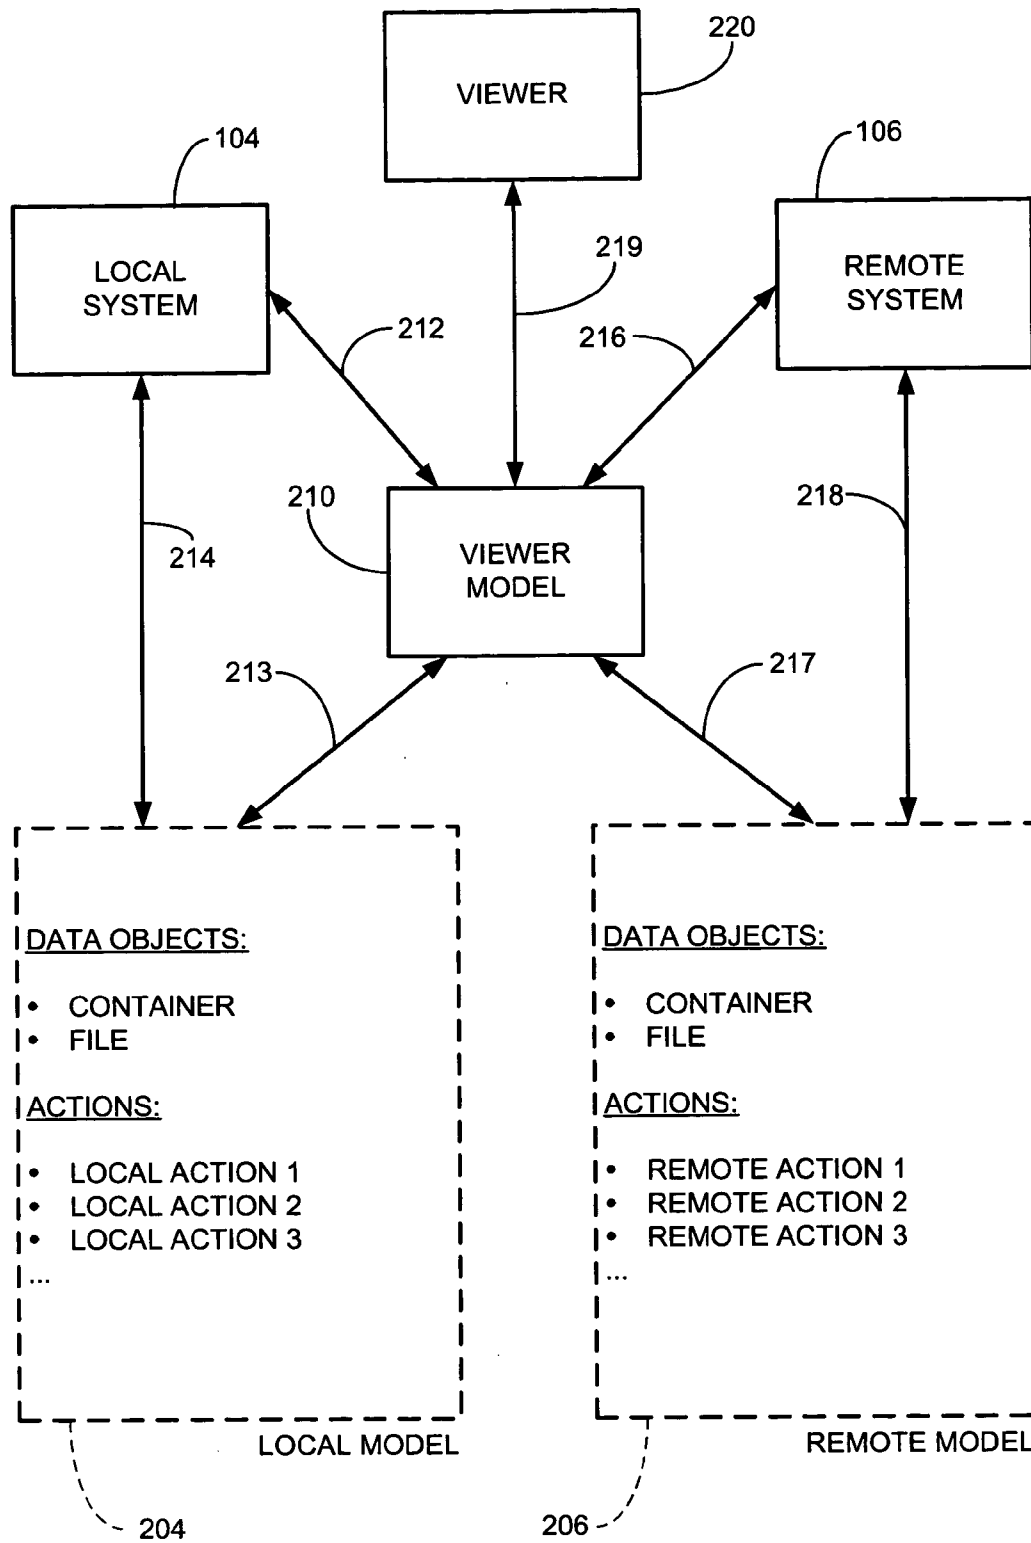 220
VIEWER
104
106
LOCAL
SYSTEM
219
REMOTE
SYSTEM
212
216
210
218
VIEWER
MODEL
214
213
217
DATA OBJECTS:
• CONTAINER
• FILE
ACTIONS:
• LOCAL ACTION 1
• LOCAL ACTION 2
• LOCAL ACTION 3
...
LOCAL MODEL
204
DATA OBJECTS:
• CONTAINER
• FILE
ACTIONS:
• REMOTE ACTION 1
• REMOTE ACTION 2
• REMOTE ACTION 3
...
REMOTE MODEL
206